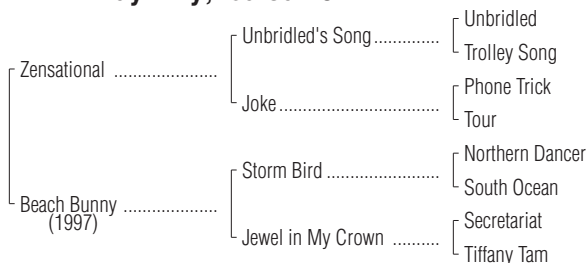 Unbridled
Unbridled's Song .............
Trolley Song
Zensational .....................
Phone Trick
Joke ................................
Tour
Northern Dancer
Storm Bird .......................
South Ocean
Beach Bunny ...................
(1997)
Secretariat
Jewel in My Crown ..........
Tiffany Tam